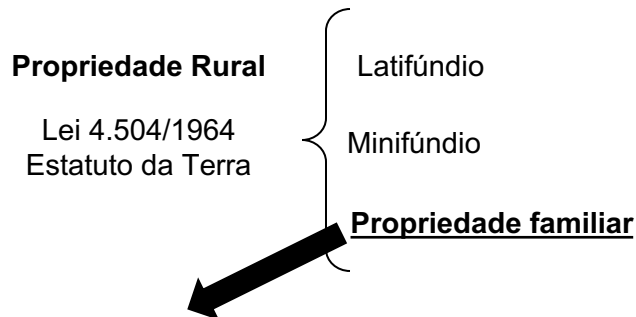 Propriedade Rural
Lei 4.504/1964
Estatuto da Terra
Latifúndio
Minifúndio
Propriedade familiar